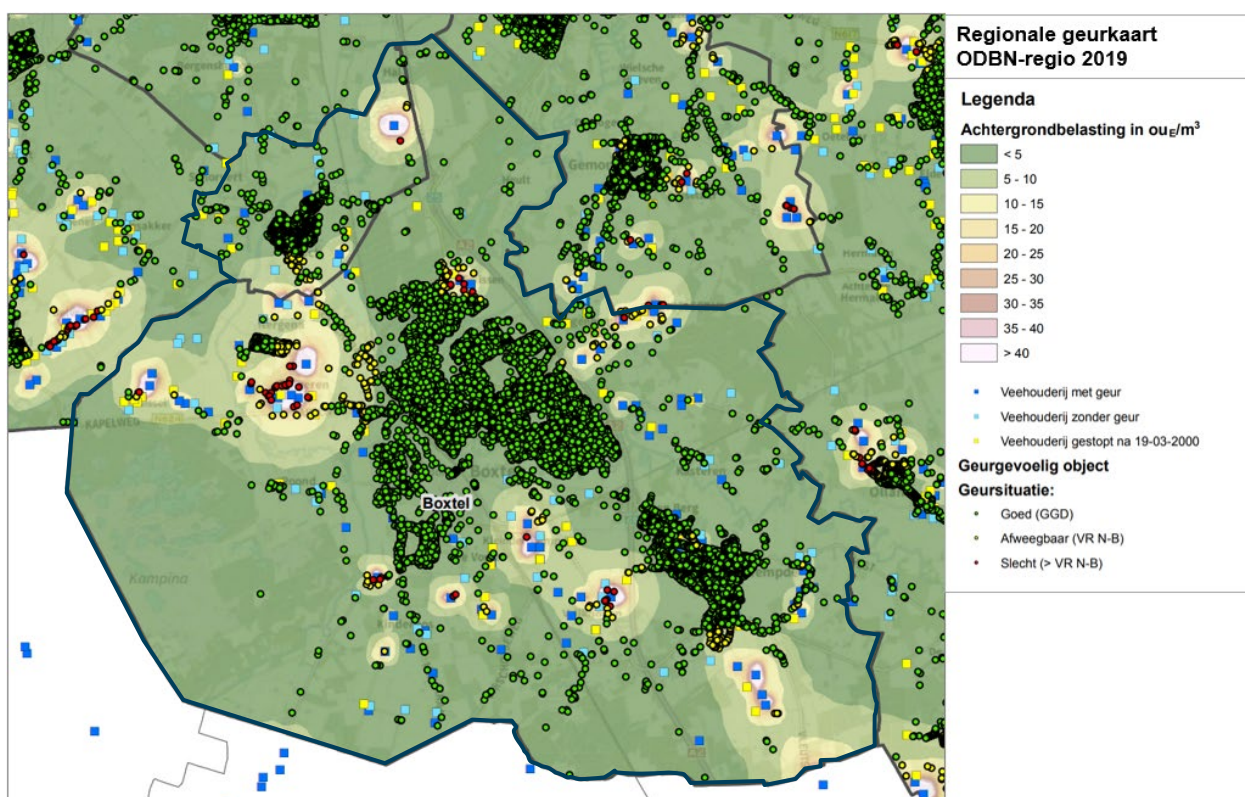 Regionale geurkaart
ODBN-regio 2019
Legenda
Achtergrondbelasting in ouE/m³
< 5
5 - 10
10 - 15
15 - 20
20 - 25
25 - 30
30 - 35
35 - 40
> 40
Veehouderij met geur
Veehouderij zonder geur
Veehouderij gestopt na 19-03-2000
Geurgevoelig object
Geursituatie:
Goed (GGD)
Afweegbaar (VR N-B)
Slecht (> VR N-B)
KAPELWEG
Boxtel
Boxtel
Kampina